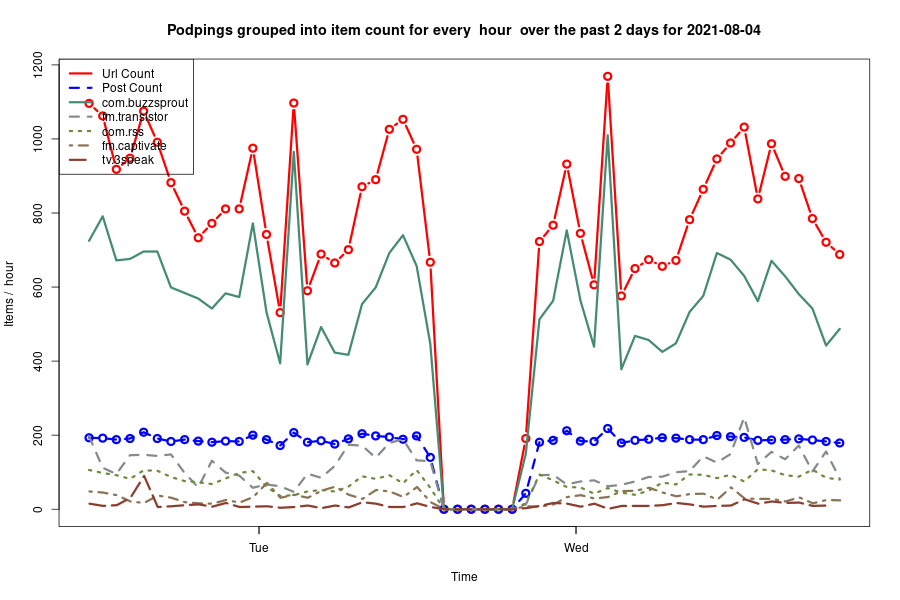 Podpings grouped into item count for every  hour  over the past 2 days for 2021-08-04
Items /  hour
1200
1000
800
600
400
200
0
Url Count
Post Count
com.buzzsprout
fm.transistor
com.rss
fm.captivate
tv.3speak
Tue
Wed
Time